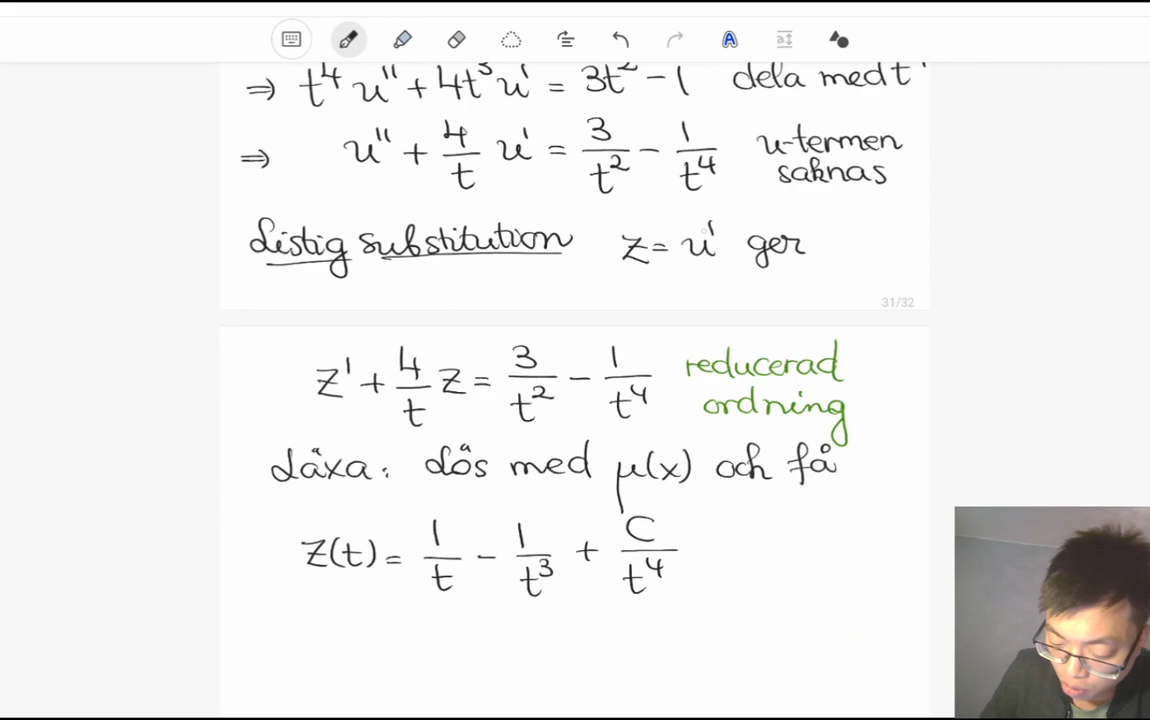 ⇒ t⁴u'' + 4t³u' = 3t² − 1 dela med t
⇒ u'' + 4/t u' = 3/t² − 1/t⁴ u-termen saknas
Listig substitution z = u' ger
31/32
z' + 4/t z = 3/t² − 1/t⁴ reducerad ordning
Läxa: Lös med μ(x) och få
z(t) = 1/t − 1/t³ + C/t⁴